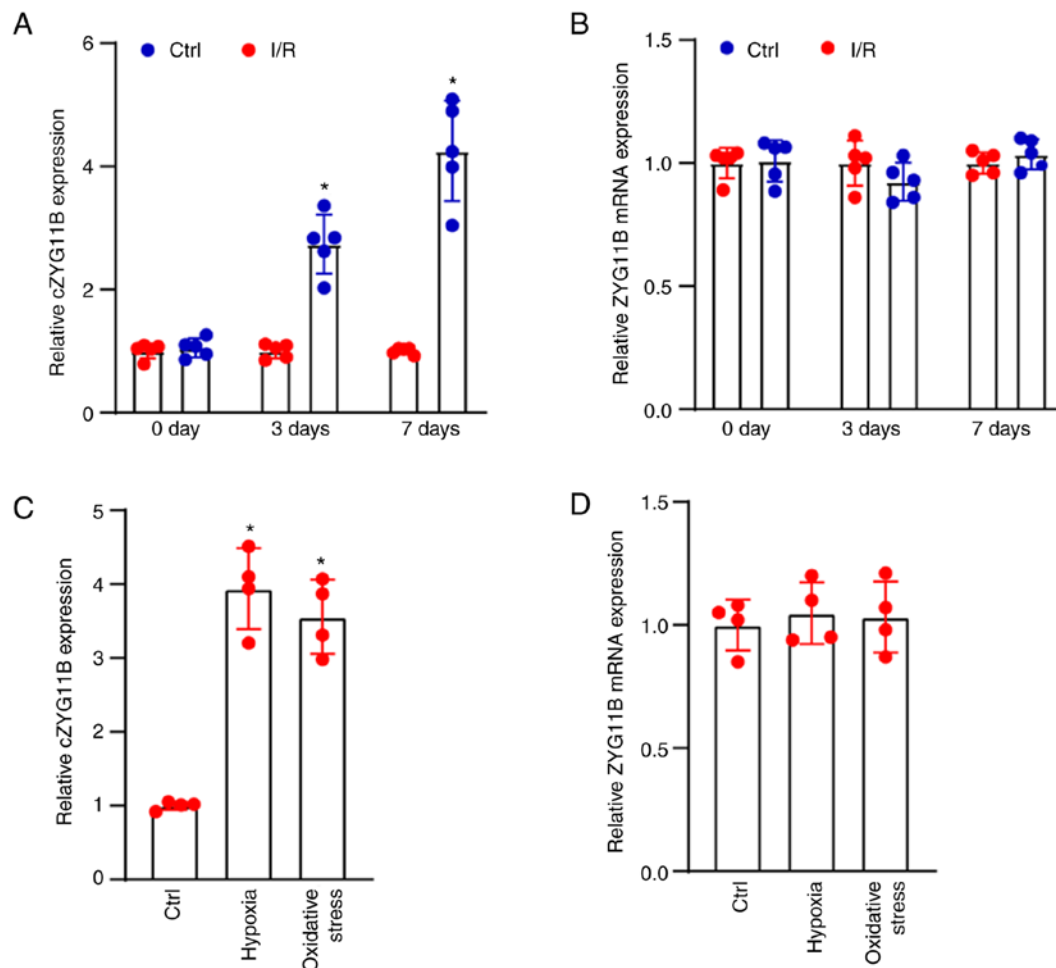 A
Ctrl
I/R
Relative cZYG11B expression
6
4
2
0
*
*
0 day
3 days
7 days
B
Ctrl
I/R
Relative ZYG11B mRNA expression
1.5
1.0
0.5
0.0
0 day
3 days
7 days
C
Relative cZYG11B expression
5
4
3
2
1
0
*
*
Ctrl
Hypoxia
Oxidative
stress
D
Relative ZYG11B mRNA expression
1.5
1.0
0.5
0.0
Ctrl
Hypoxia
Oxidative
stress